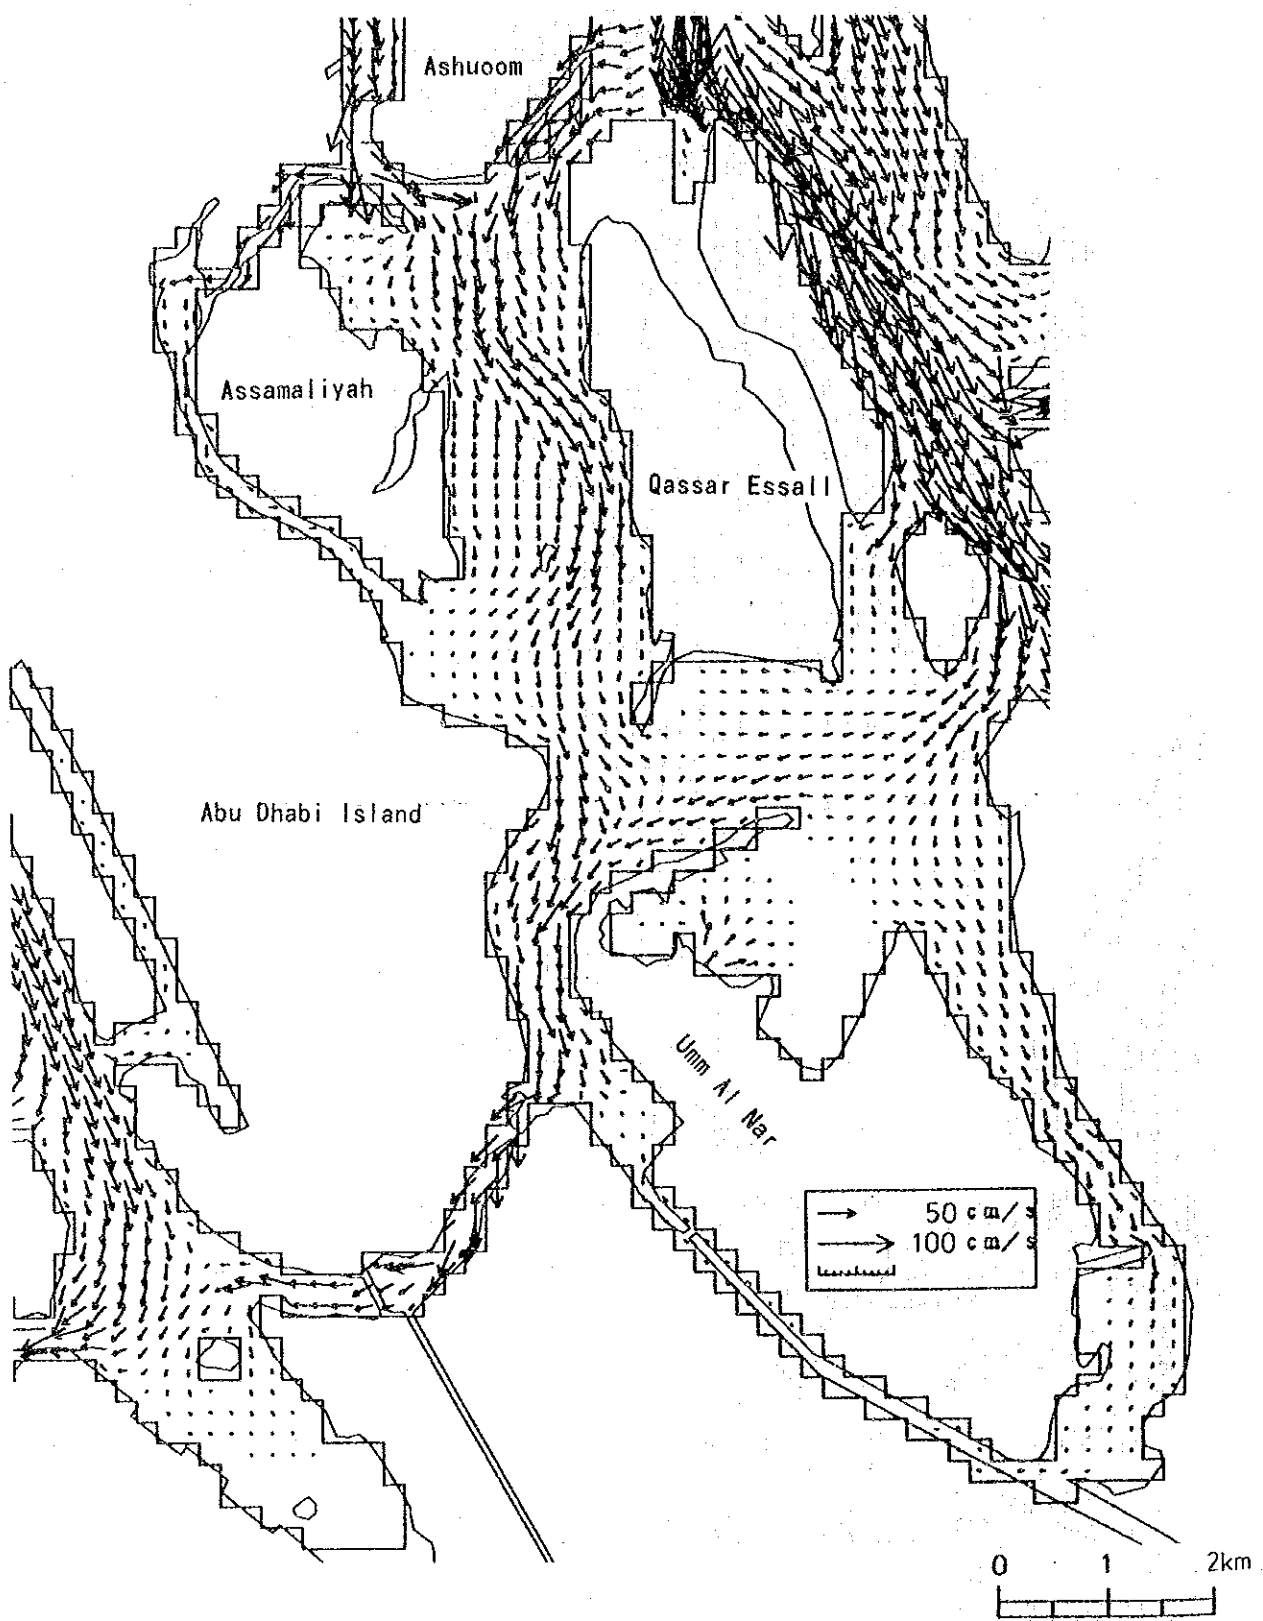 Ashuoom
Assamaliyah
Qassar Essall
Abu Dhabi Island
Umm Al Nar
50 cm/s
100 cm/s
0 1 2km